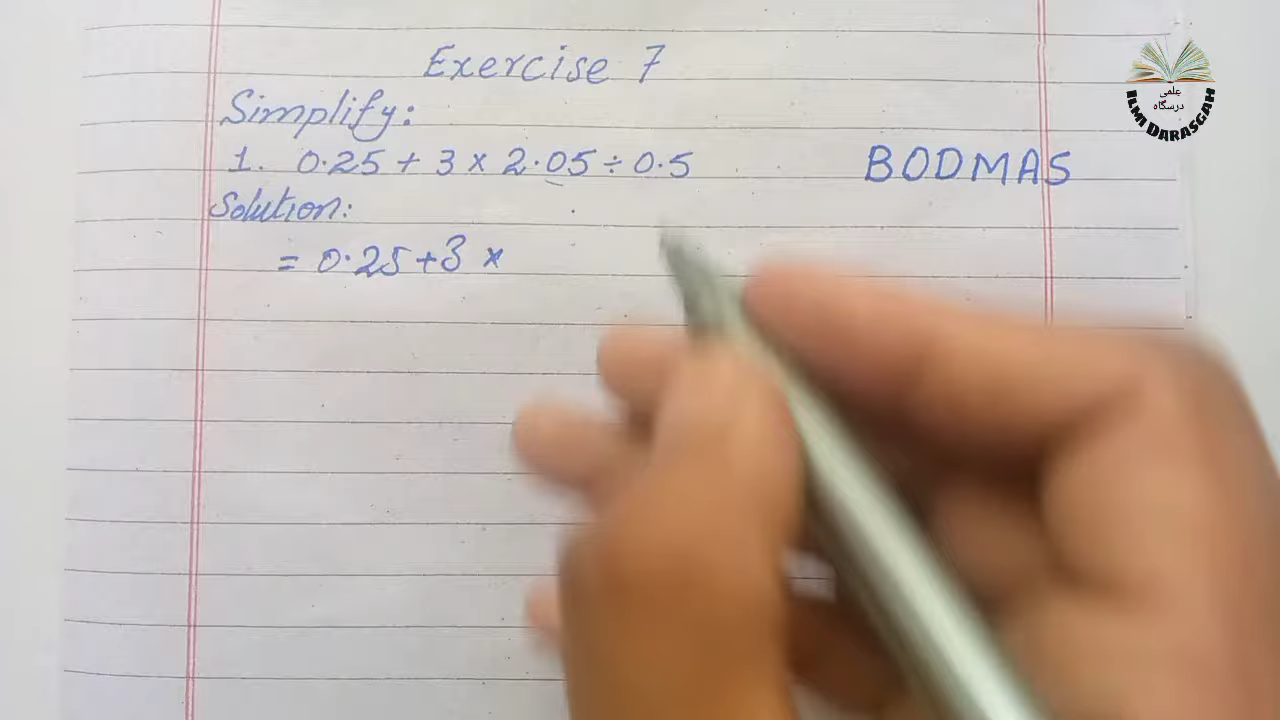 Exercise 7
علمی
درسگاہ
ILMI DARASGAH
Simplify:
1. 0.25 + 3 × 2.05 ÷ 0.5
BODMAS
Solution:
= 0.25 + 3 ×